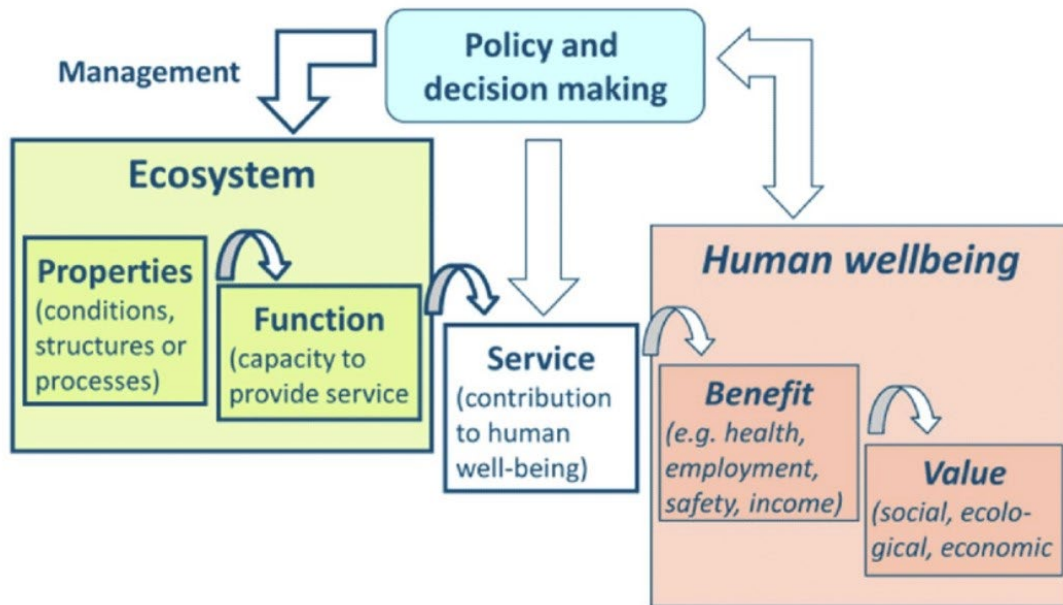 Policy and
decision making
Management
Ecosystem
Properties
(conditions,
structures or
processes)
Function
(capacity to
provide service
Service
(contribution
to human
well-being)
Human wellbeing
Benefit
(e.g. health,
employment,
safety, income)
Value
(social, ecolo-
gical, economic